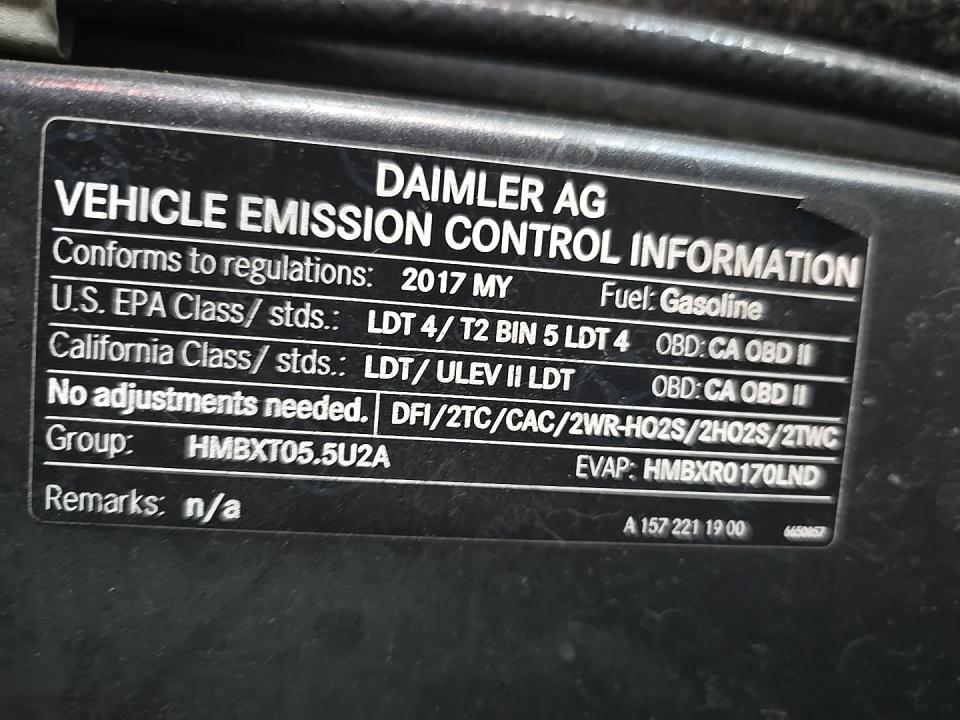 DAIMLER AG
VEHICLE EMISSION CONTROL INFORMATION
Conforms to regulations: 2017 MY Fuel: Gasoline
U.S. EPA Class/ stds.: LDT 4/ T2 BIN 5 LDT 4 OBD: CA OBD II
California Class/ stds.: LDT/ ULEV II LDT OBD: CA OBD II
No adjustments needed. DFI/2TC/CAC/2WR-HO2S/2HO2S/2TWC
Group: HMBXT05.5U2A EVAP: HMBXR0170LND
Remarks: n/a A 157 221 19 00